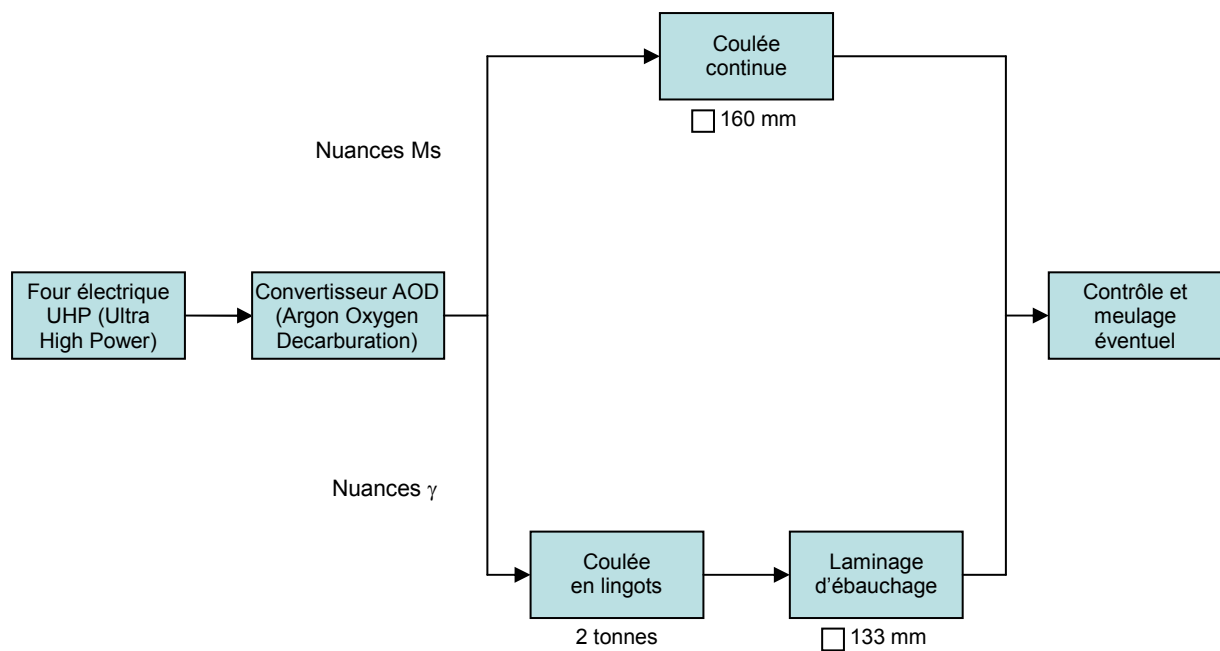 Coulée
continue
160 mm
Nuances Ms
Four électrique
UHP (Ultra
High Power)
Convertisseur AOD
(Argon Oxygen
Decarburation)
Contrôle et
meulage
éventuel
Nuances γ
Coulée
en lingots
2 tonnes
Laminage
d’ébauchage
133 mm